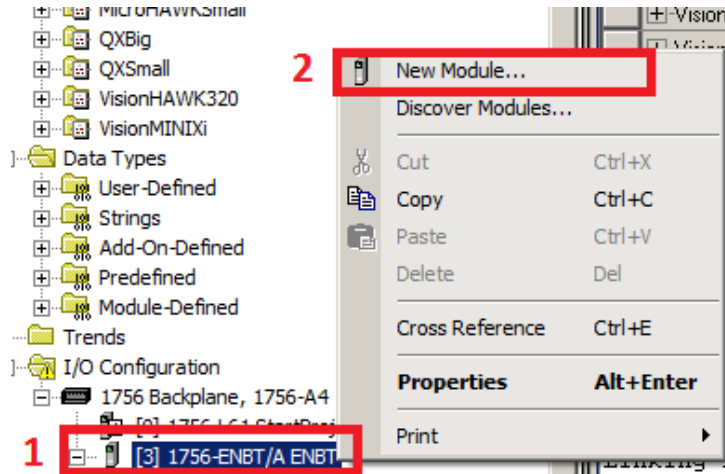 MicroHAWKSmall
QXBig
QXSmall
VisionHAWK320
VisionMINIXi
Data Types
User-Defined
Strings
Add-On-Defined
Predefined
Module-Defined
Trends
I/O Configuration
1756 Backplane, 1756-A4
1 [3] 1756-ENBT/A ENBT
2 New Module...
Discover Modules...
Cut Ctrl+X
Copy Ctrl+C
Paste Ctrl+V
Delete Del
Cross Reference Ctrl+E
Properties Alt+Enter
Print
-Vision